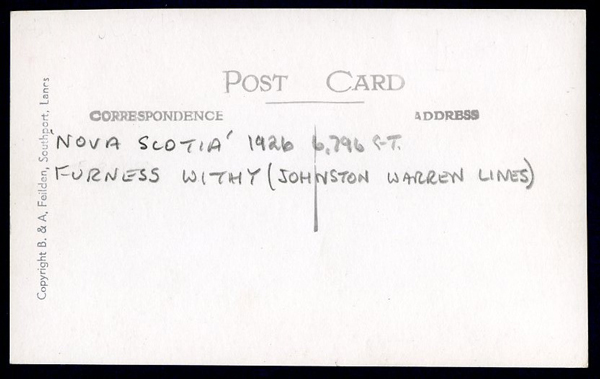 POST CARD
CORRESPONDENCE ADDRESS
'NOVA SCOTIA' 1926 6,796 G.T.
FURNESS WITHY (JOHNSTON WARREN LINES)
Copyright B. & A, Feilden, Southport, Lancs